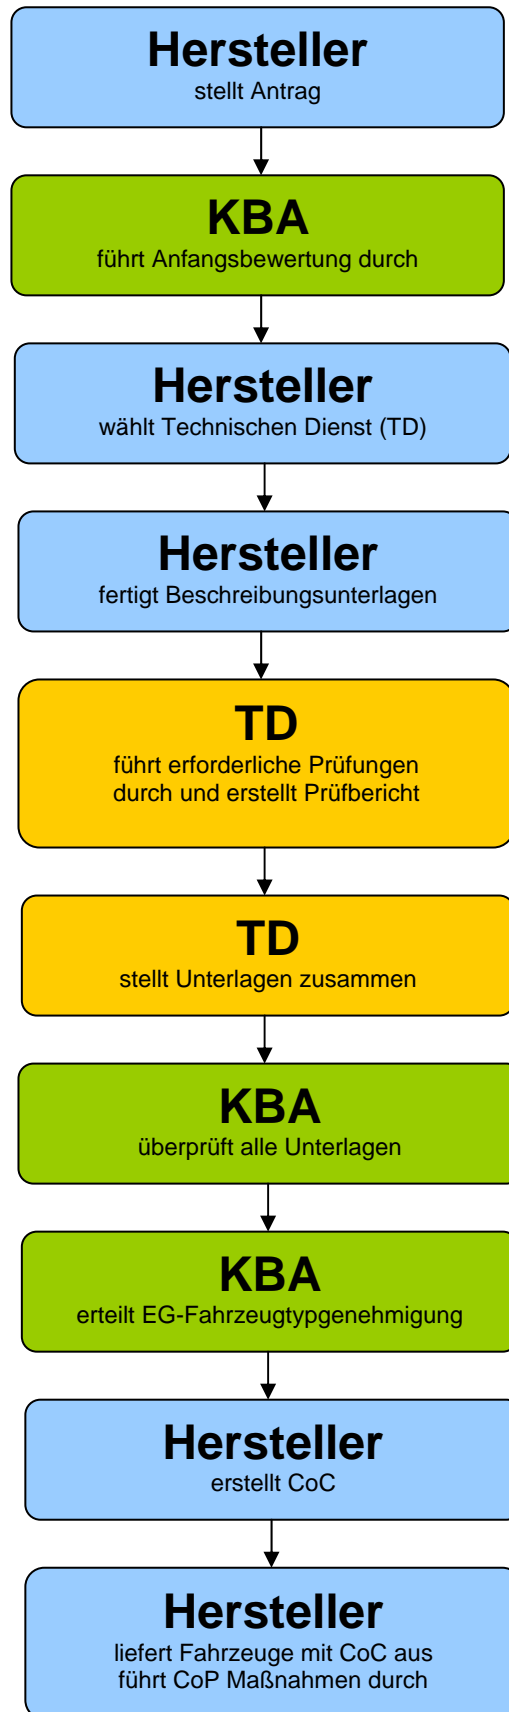 Hersteller
stellt Antrag
KBA
führt Anfangsbewertung durch
Hersteller
wählt Technischen Dienst (TD)
Hersteller
fertigt Beschreibungsunterlagen
TD
führt erforderliche Prüfungen
durch und erstellt Prüfbericht
TD
stellt Unterlagen zusammen
KBA
überprüft alle Unterlagen
KBA
erteilt EG-Fahrzeugtypgenehmigung
Hersteller
erstellt CoC
Hersteller
liefert Fahrzeuge mit CoC aus
führt CoP Maßnahmen durch